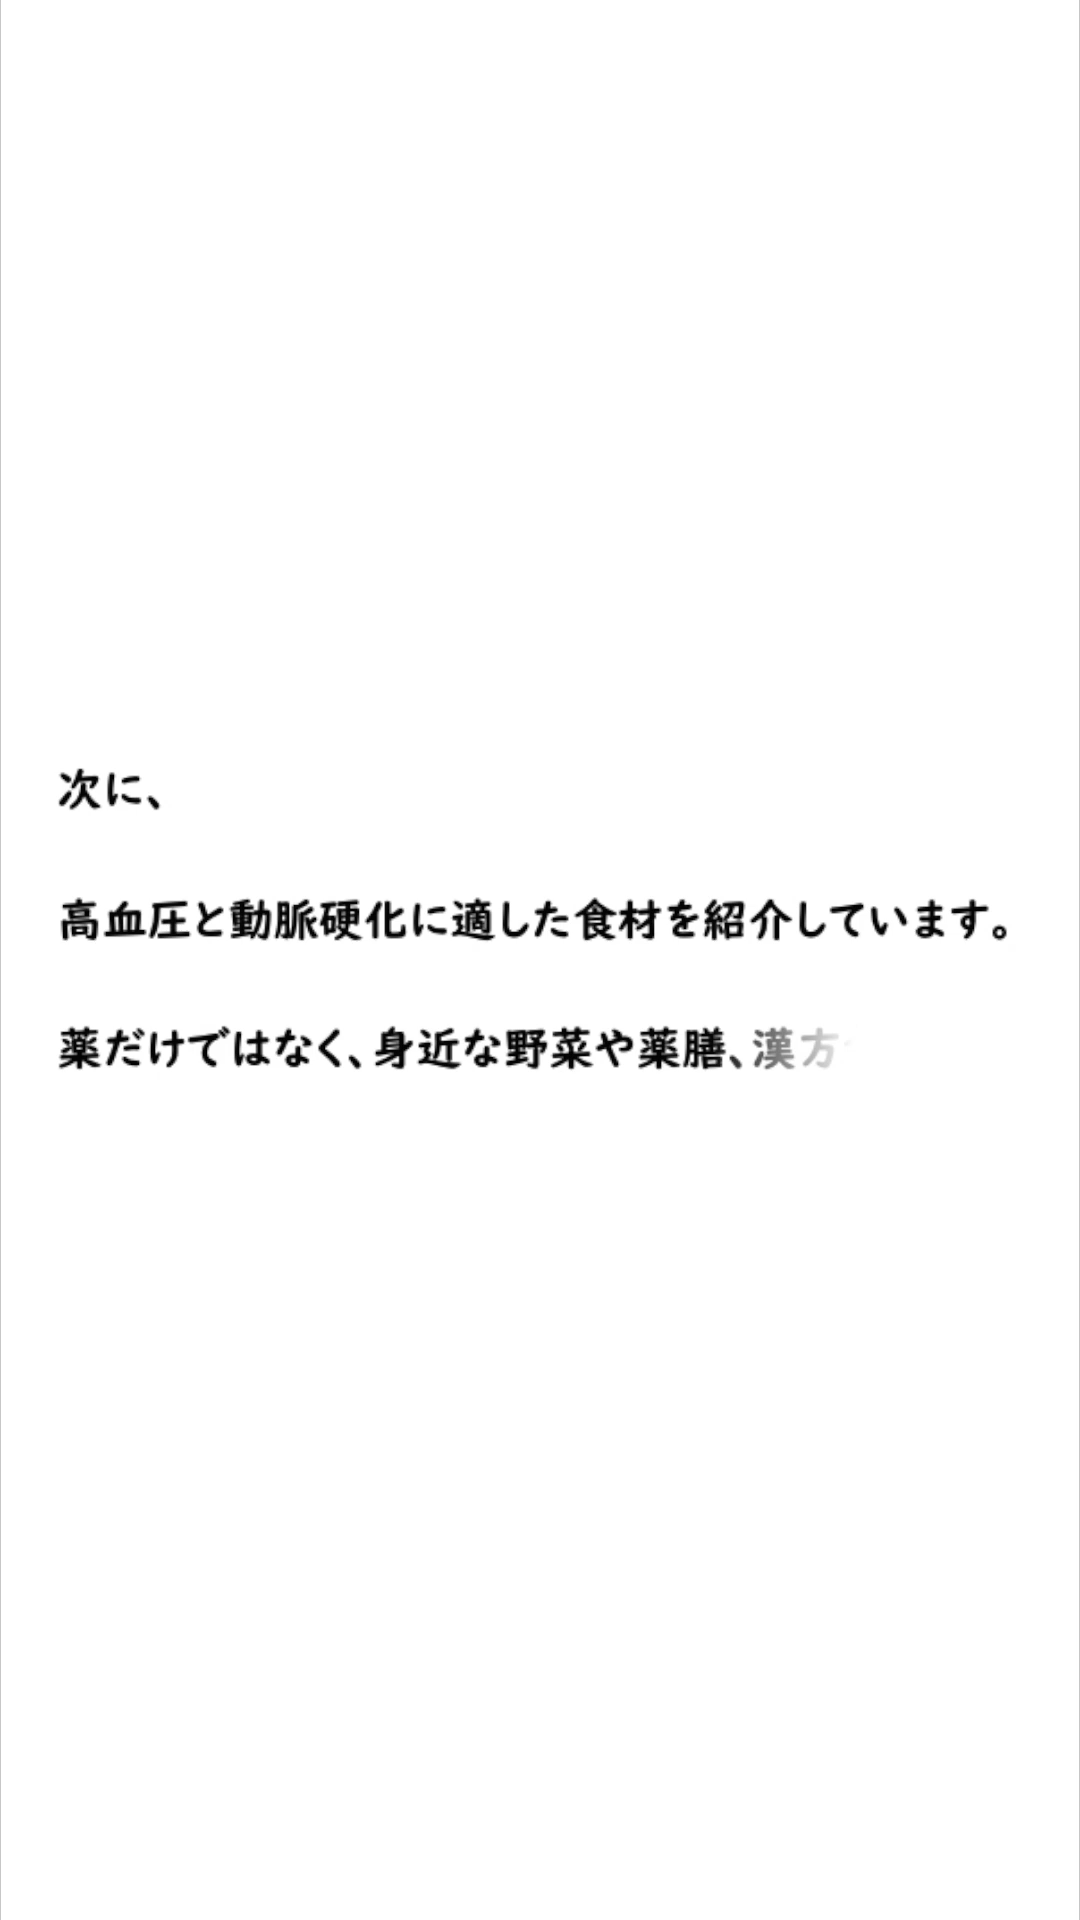 次に、
高血圧と動脈硬化に適した食材を紹介しています。
薬だけではなく、身近な野菜や薬膳、漢方